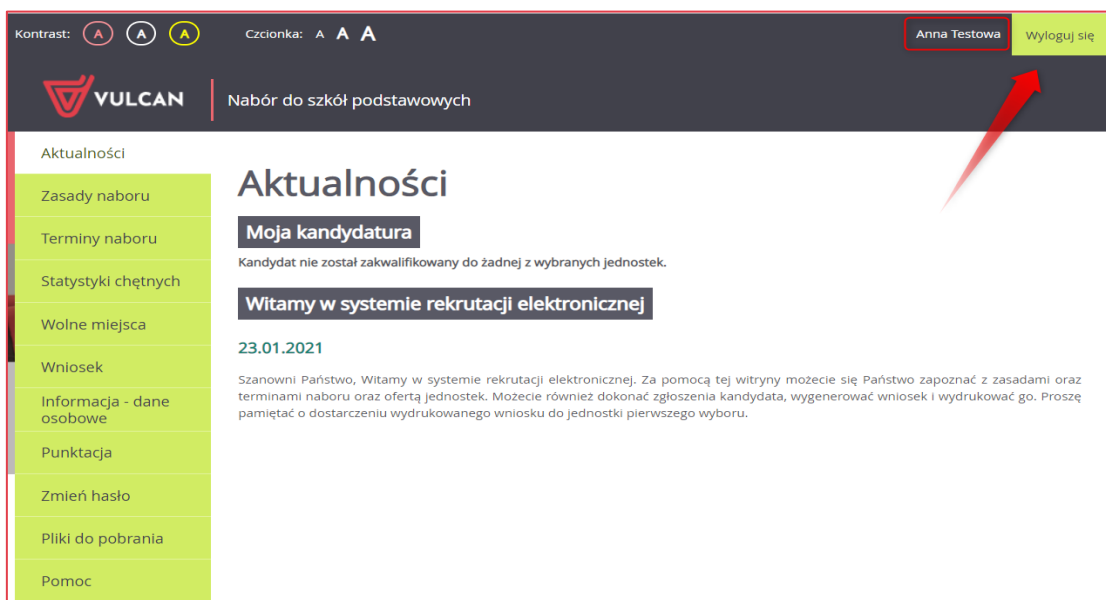 Kontrast: A A A Czcionka: A A A Anna Testowa Wyloguj się
VULCAN Nabór do szkół podstawowych
Aktualności
Zasady naboru
Terminy naboru
Statystyki chętnych
Wolne miejsca
Wniosek
Informacja - dane
osobowe
Punktacja
Zmień hasło
Pliki do pobrania
Pomoc
Aktualności
Moja kandydatura
Kandydat nie został zakwalifikowany do żadnej z wybranych jednostek.
Witamy w systemie rekrutacji elektronicznej
23.01.2021
Szanowni Państwo, Witamy w systemie rekrutacji elektronicznej. Za pomocą tej witryny możecie się Państwo zapoznać z zasadami oraz
terminami naboru oraz ofertą jednostek. Możecie również dokonać zgłoszenia kandydata, wygenerować wniosek i wydrukować go. Proszę
pamiętać o dostarczeniu wydrukowanego wniosku do jednostki pierwszego wyboru.